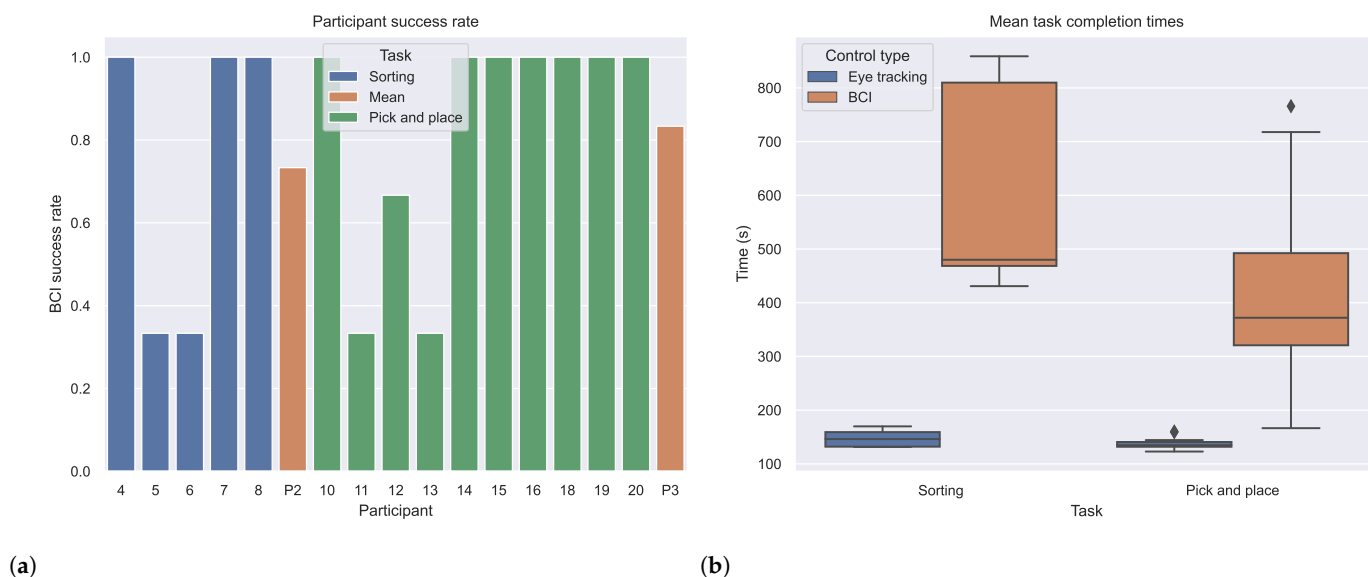 Participant success rate
Task
Sorting
Mean
Pick and place
BCI success rate
1.0
0.8
0.6
0.4
0.2
0.0
4 5 6 7 8 P2 10 11 12 13 14 15 16 18 19 20 P3
Participant
(a)
Mean task completion times
Control type
Eye tracking
BCI
Time (s)
800
700
600
500
400
300
200
100
Sorting Pick and place
Task
(b)